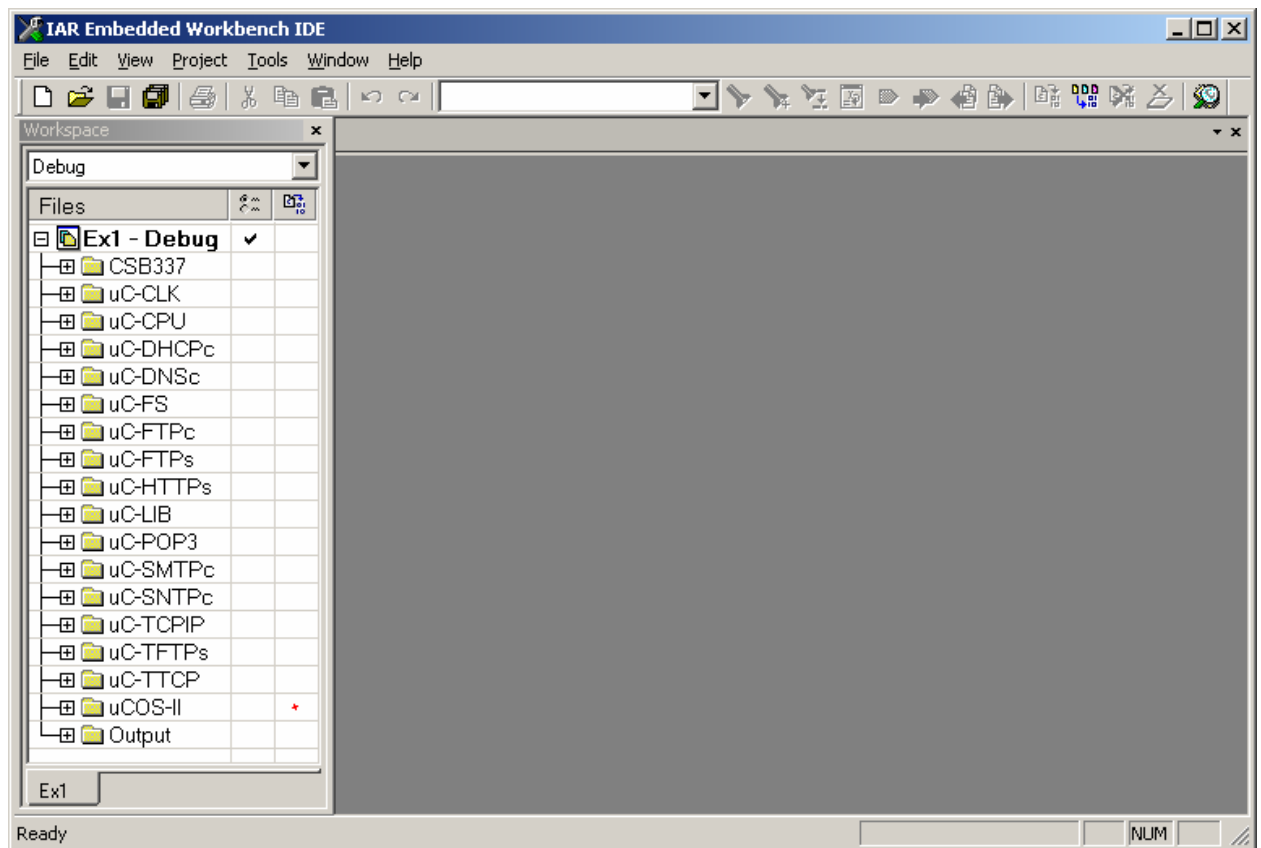 IAR Embedded Workbench IDE
File Edit View Project Tools Window Help
Workspace
Debug
Files
Ex1 - Debug
CSB337
uC-CLK
uC-CPU
uC-DHCPc
uC-DNSc
uC-FS
uC-FTPc
uC-FTPs
uC-HTTPs
uC-LIB
uC-POP3
uC-SMTPc
uC-SNTPc
uC-TCPIP
uC-TFTPs
uC-TTCP
uCOS-II
Output
Ex1
Ready NUM